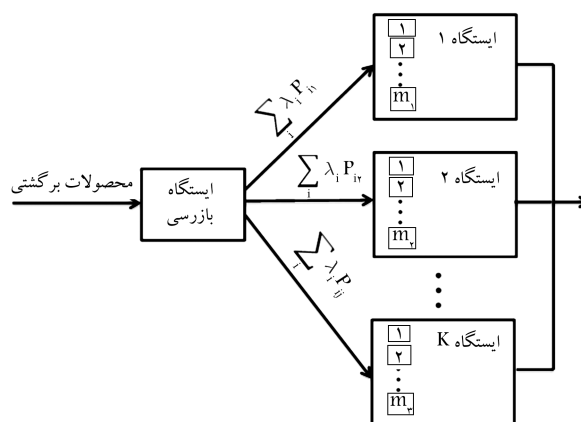 ایستگاه ۱
۱
۲
m۱
∑i λi Pi۱
محصولات برگشتی
ایستگاه
بازرسی
∑i λi Pi۲
ایستگاه ۲
۱
۲
m۲
∑i λi Pij
ایستگاه K
۱
۲
m۳